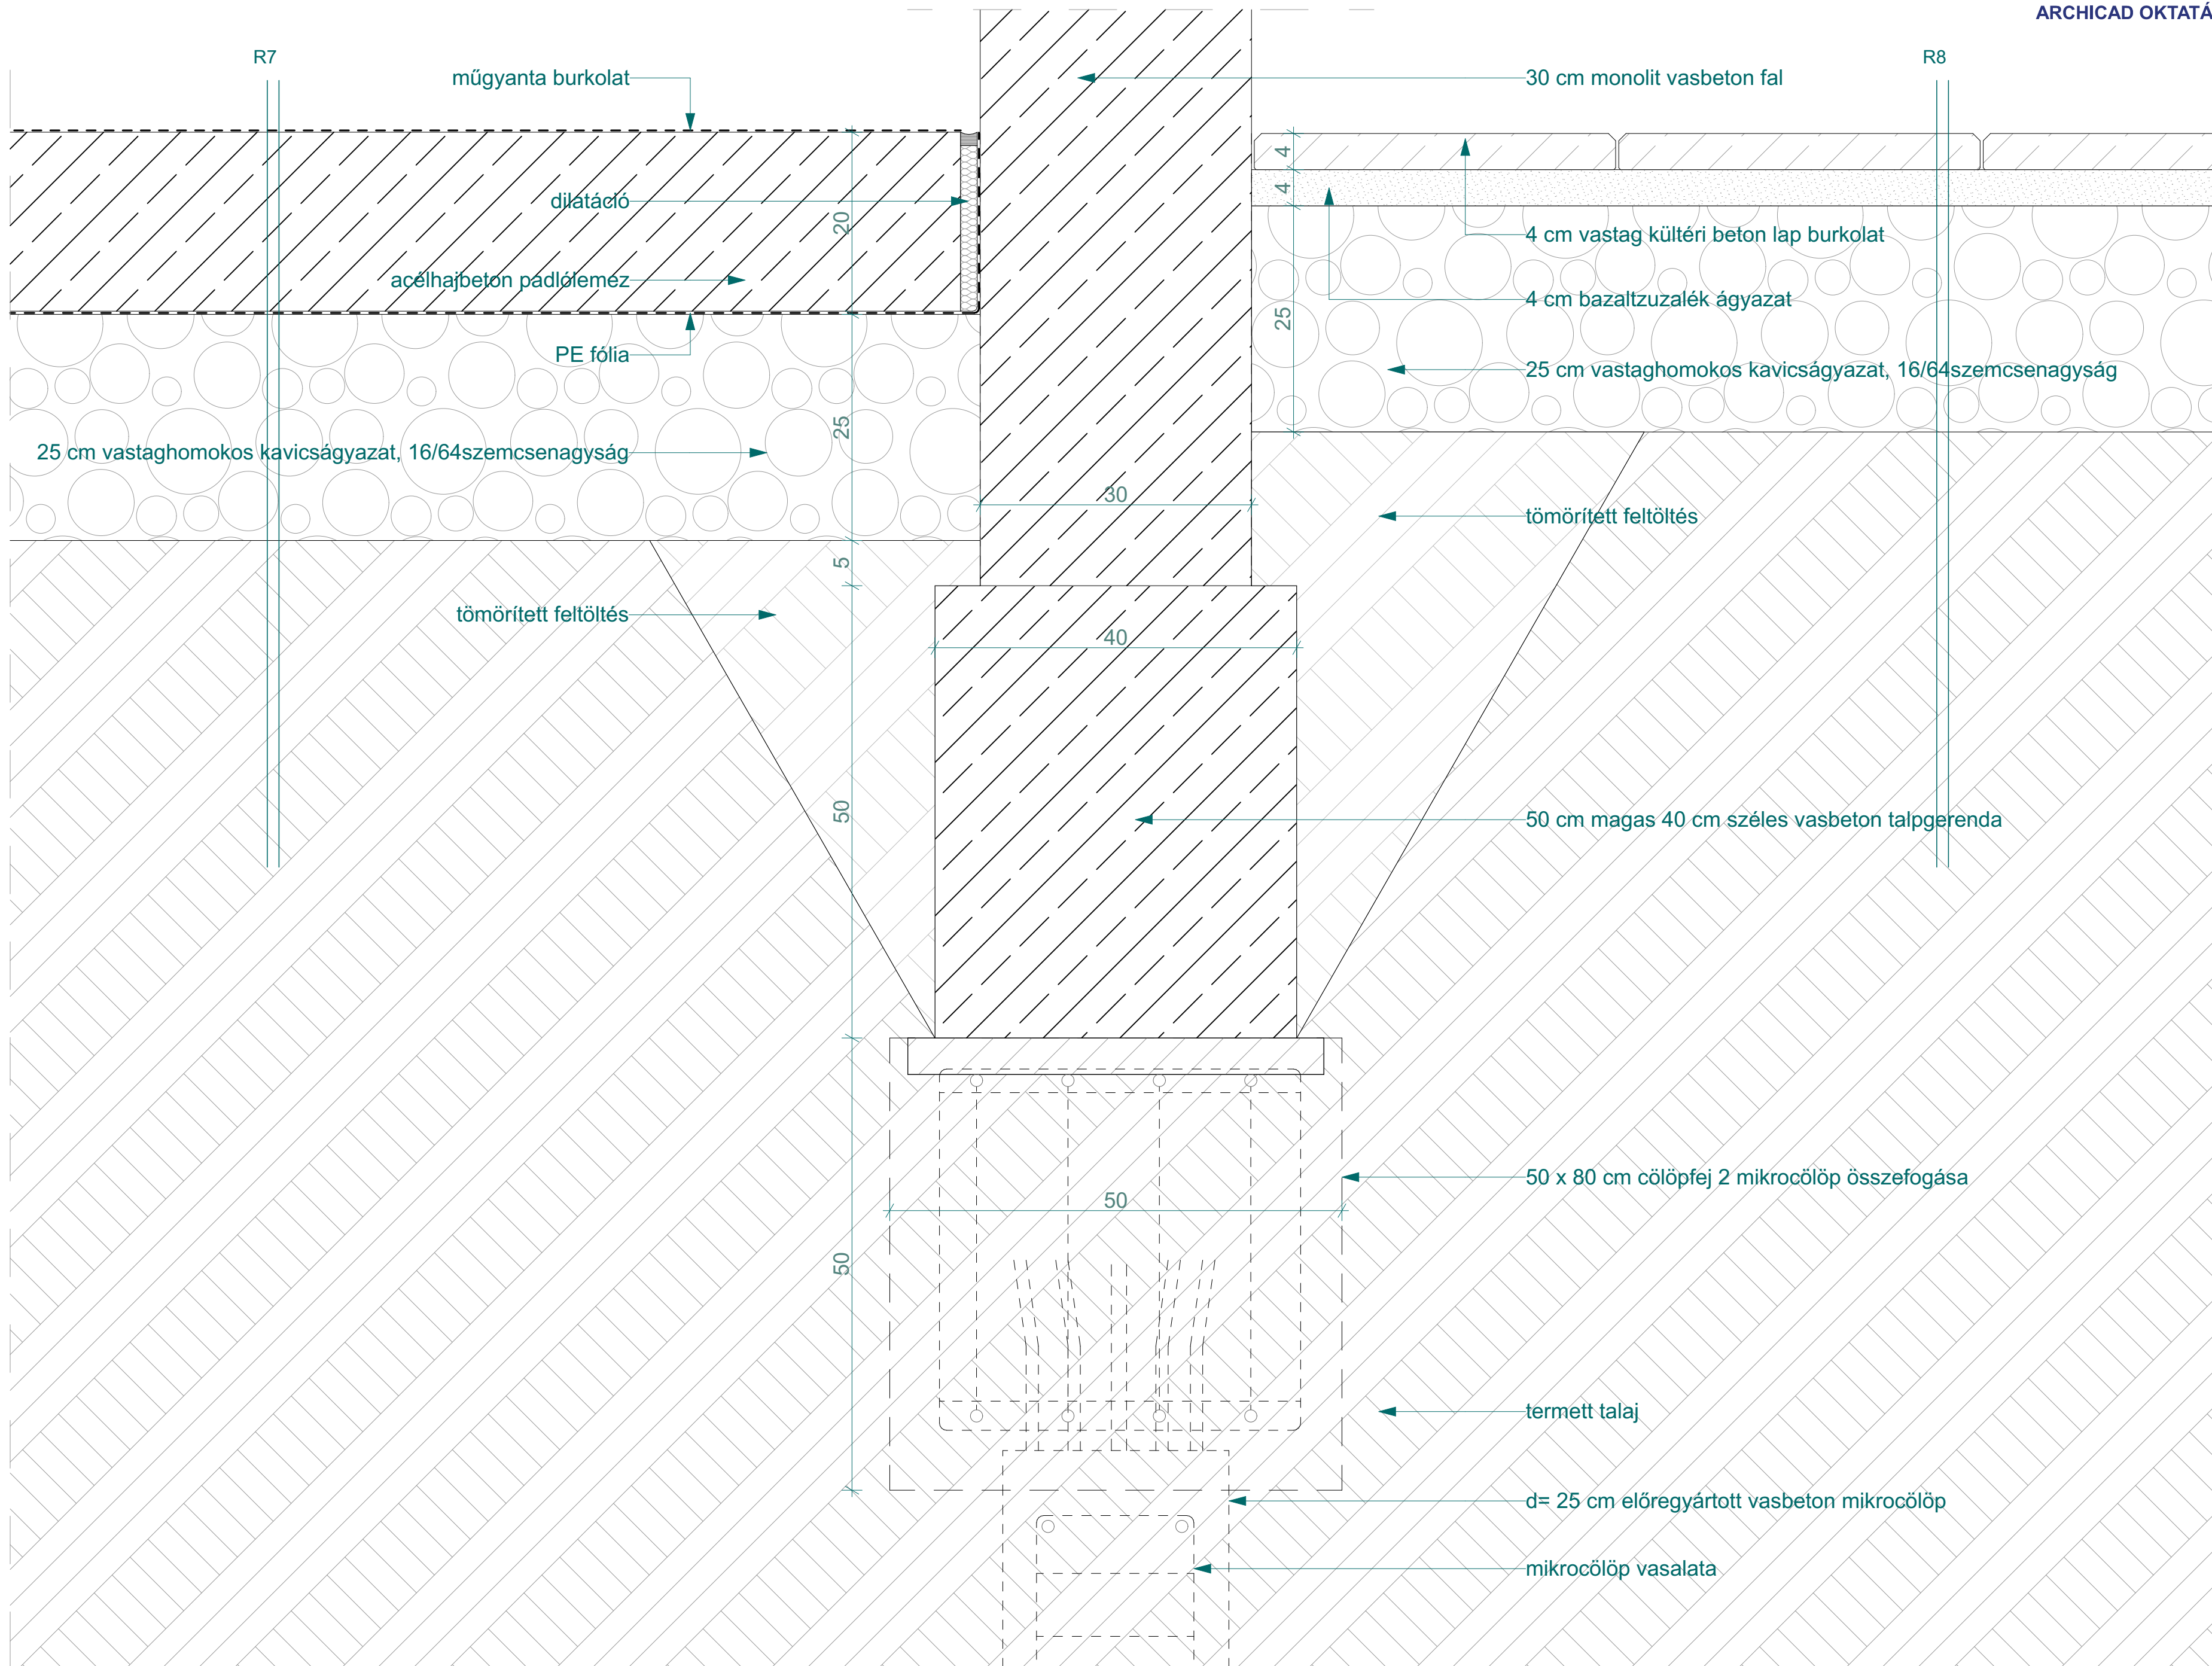 ARCHICAD OKTATÁ
R7
R8
műgyanta burkolat
30 cm monolit vasbeton fal
4
4
dilatáció
20
4 cm vastag kültéri beton lap burkolat
acélhajbeton padlólemez
4 cm bazaltzuzalék ágyazat
25
PE fólia
25 cm vastaghomokos kavicságyazat, 16/64szemcsenagyság
25
25 cm vastaghomokos kavicságyazat, 16/64szemcsenagyság
30
tömörített feltöltés
5
tömörített feltöltés
40
50
50 cm magas 40 cm széles vasbeton talpgerenda
50 x 80 cm cölöpfej 2 mikrocölöp összefogása
50
50
termett talaj
d= 25 cm előregyártott vasbeton mikrocölöp
mikrocölöp vasalata